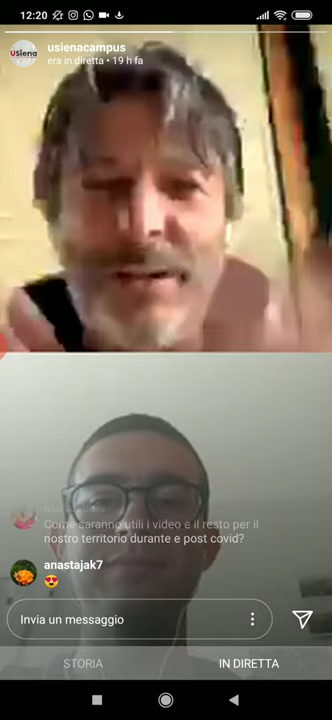 12:20
USiena
usienacampus
era in diretta • 19 h fa
Come saranno utili i video e il resto per il
nostro territorio durante e post covid?
anastajak7
😍
Invia un messaggio
STORIA
IN DIRETTA